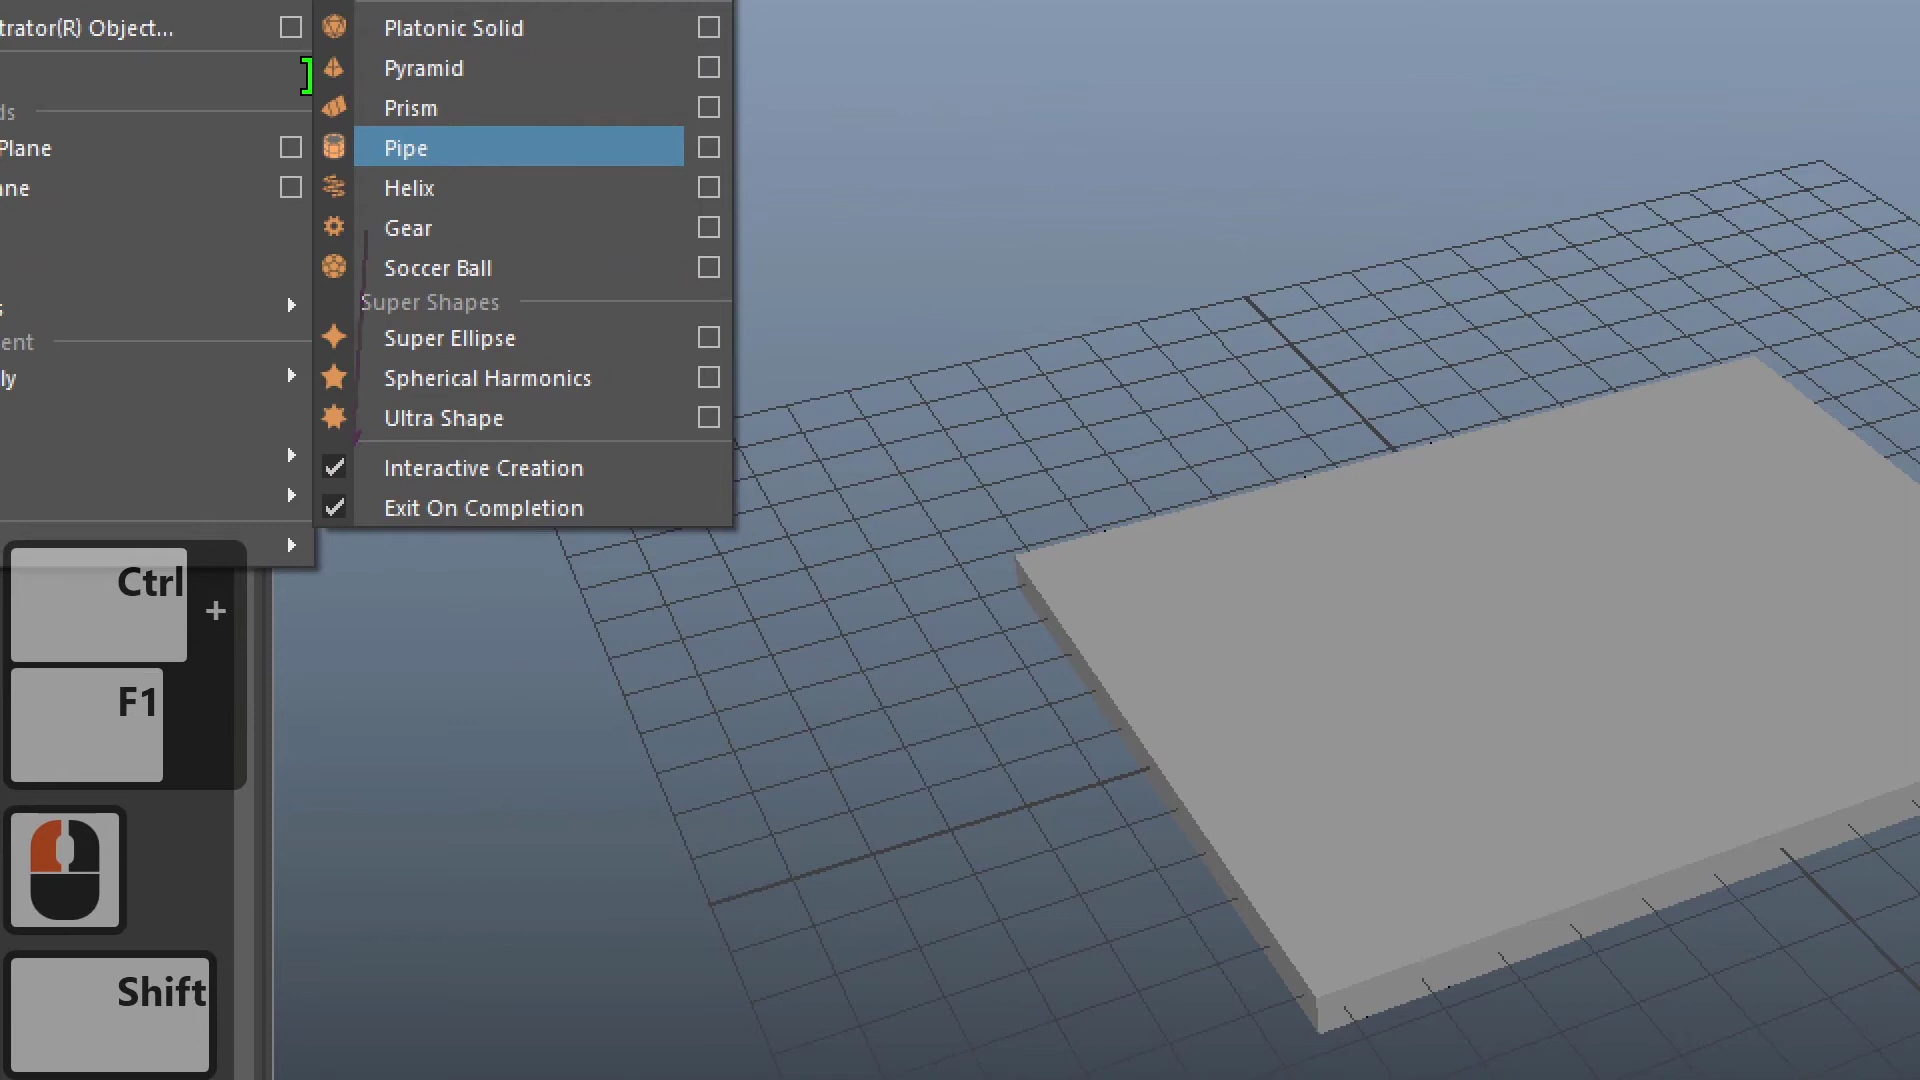 trator(R) Object...
ds
Plane
ane
s
ent
ly
Platonic Solid
Pyramid
Prism
Pipe
Helix
Gear
Soccer Ball
Super Shapes
Super Ellipse
Spherical Harmonics
Ultra Shape
Interactive Creation
Exit On Completion
Ctrl
+
F1
Shift